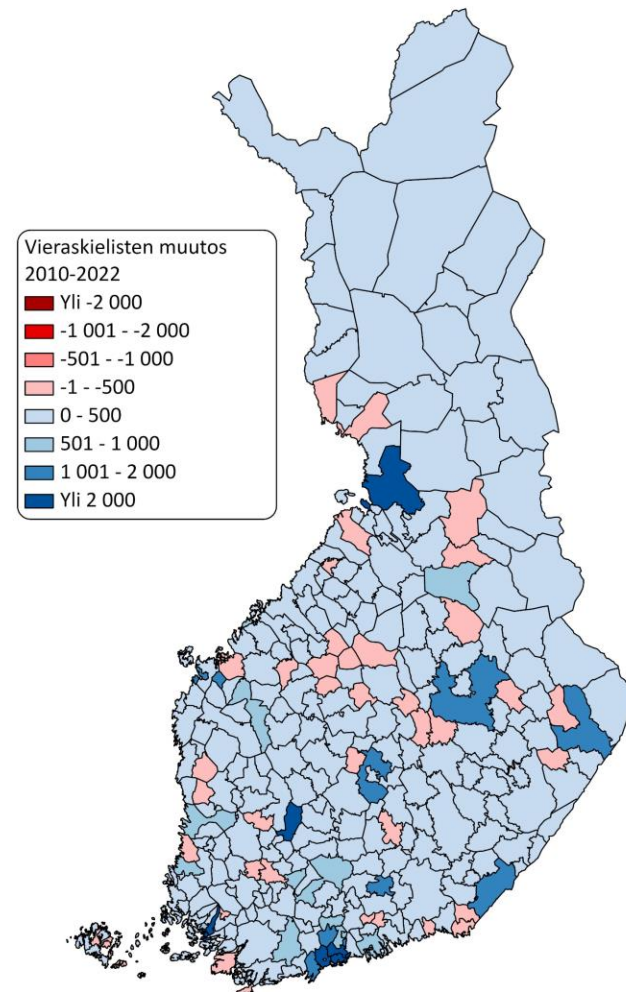 Vieraskielisten muutos
2010-2022
Yli -2 000
-1 001 - -2 000
-501 - -1 000
-1 - -500
0 - 500
501 - 1 000
1 001 - 2 000
Yli 2 000